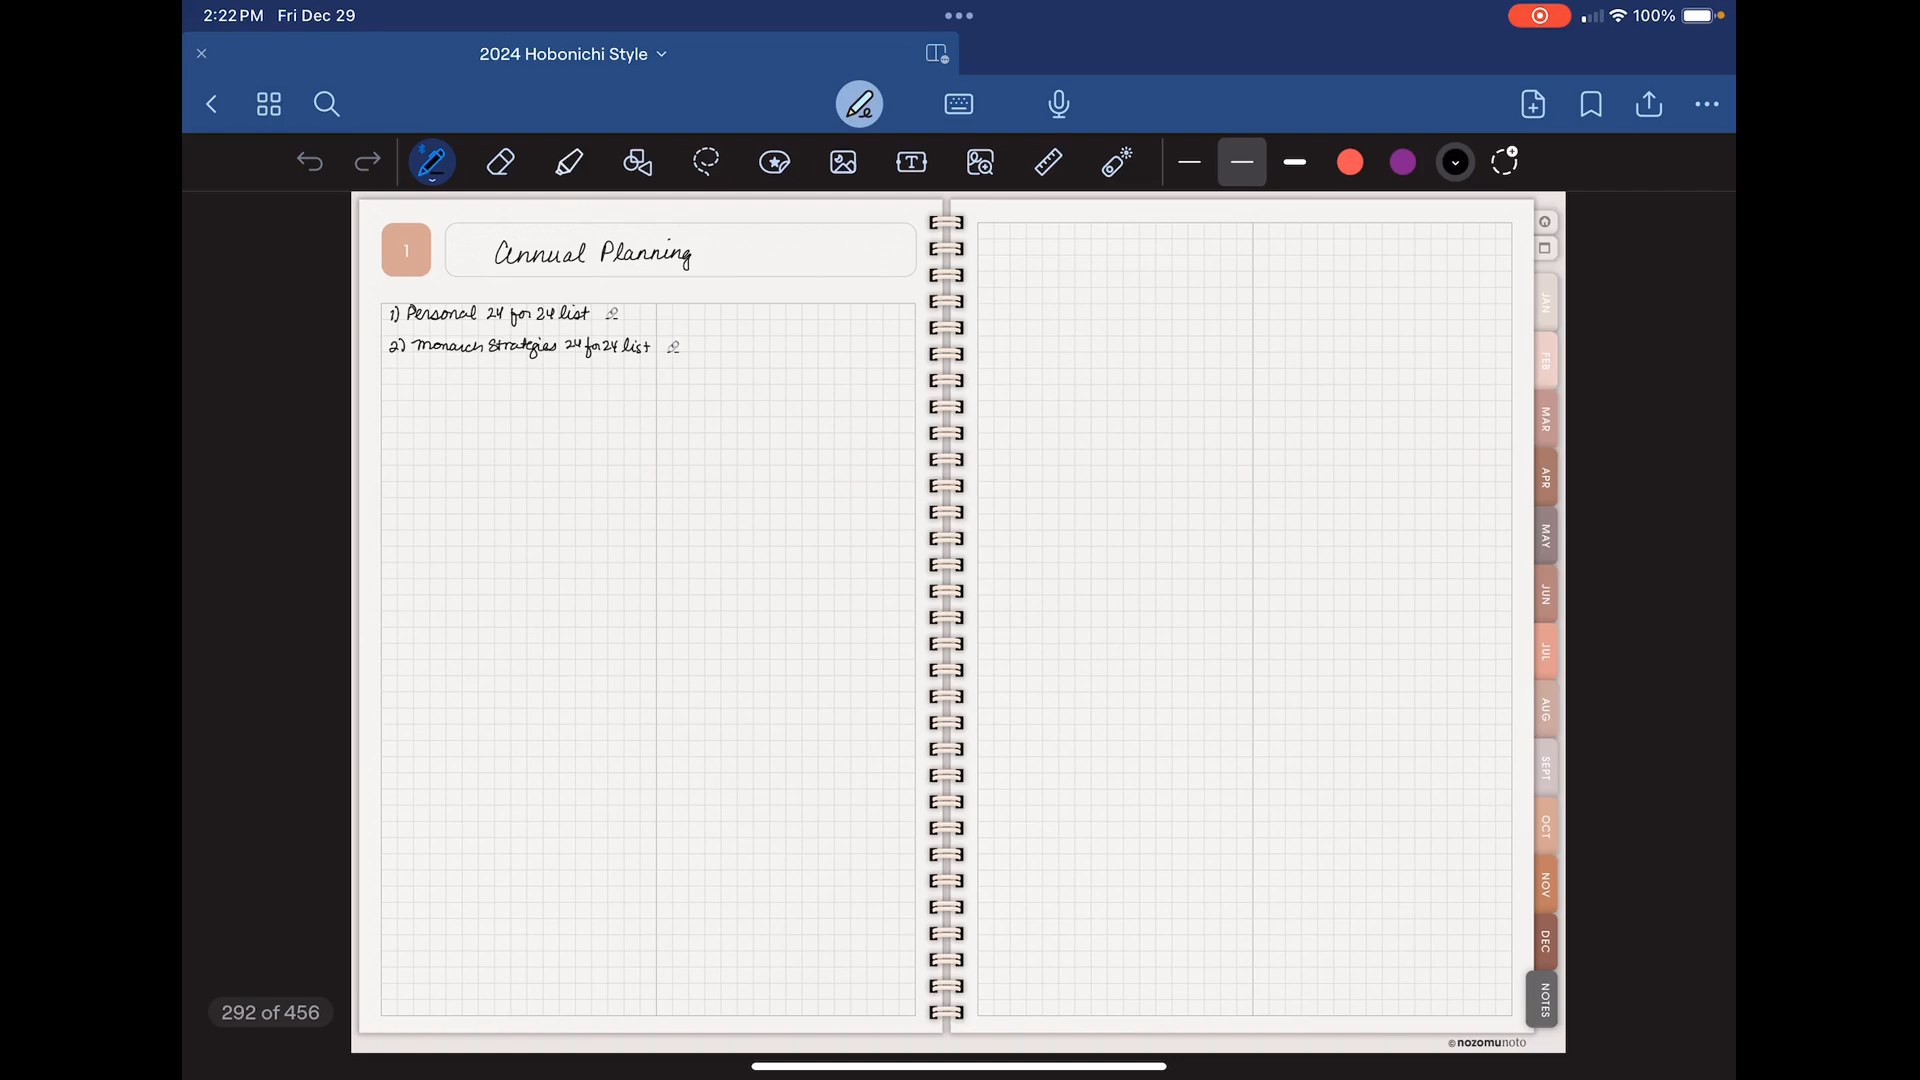 2:22 PM Fri Dec 29
100%
2024 Hobonichi Style
1
Annual Planning
1) Personal 24 for 24 list
2) Monarch Strategies 24 for 24 list
JAN
FEB
MAR
APR
MAY
JUN
JUL
AUG
SEPT
OCT
NOV
DEC
NOTES
292 of 456
©nozomunoto